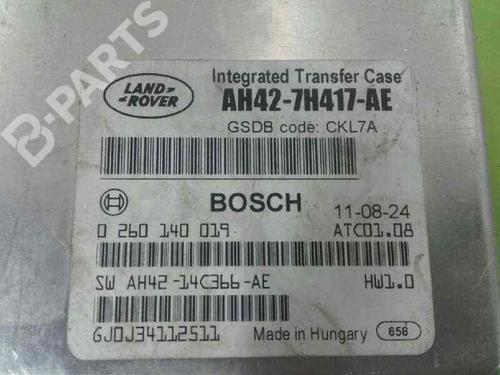 B-PARTS
LAND-
ROVER
Integrated Transfer Case
AH42-7H417-AE
GSDB code: CKL7A
BOSCH 11-08-24
0 260 140 019 ATC01.08
SW AH42-14C366-AE HW1.0
GJ0J34112511 Made in Hungary 656